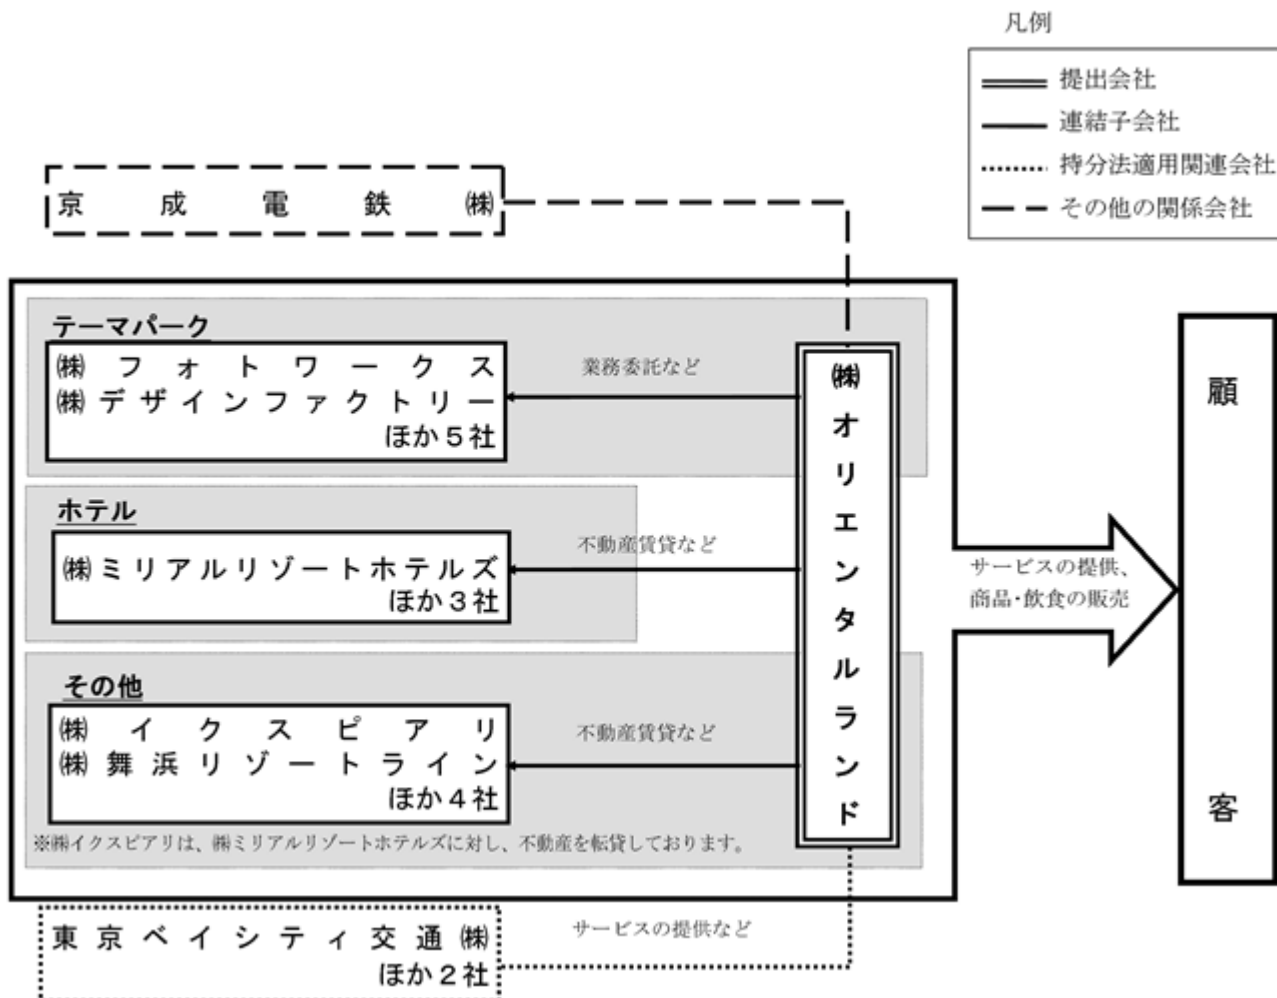 凡例
提出会社
連結子会社
持分法適用関連会社
その他の関係会社
京成電鉄㈱
テーマパーク
㈱フォトワークス
㈱デザインファクトリー
ほか５社
業務委託など
ホテル
㈱ミリアルリゾートホテルズ
ほか３社
不動産賃貸など
その他
㈱イクスピアリ
㈱舞浜リゾートライン
ほか４社
不動産賃貸など
※㈱イクスピアリは、㈱ミリアルリゾートホテルズに対し、不動産を転貸しております。
㈱オリエンタルランド
サービスの提供、
商品・飲食の販売
顧客
東京ベイシティ交通㈱
ほか２社
サービスの提供など